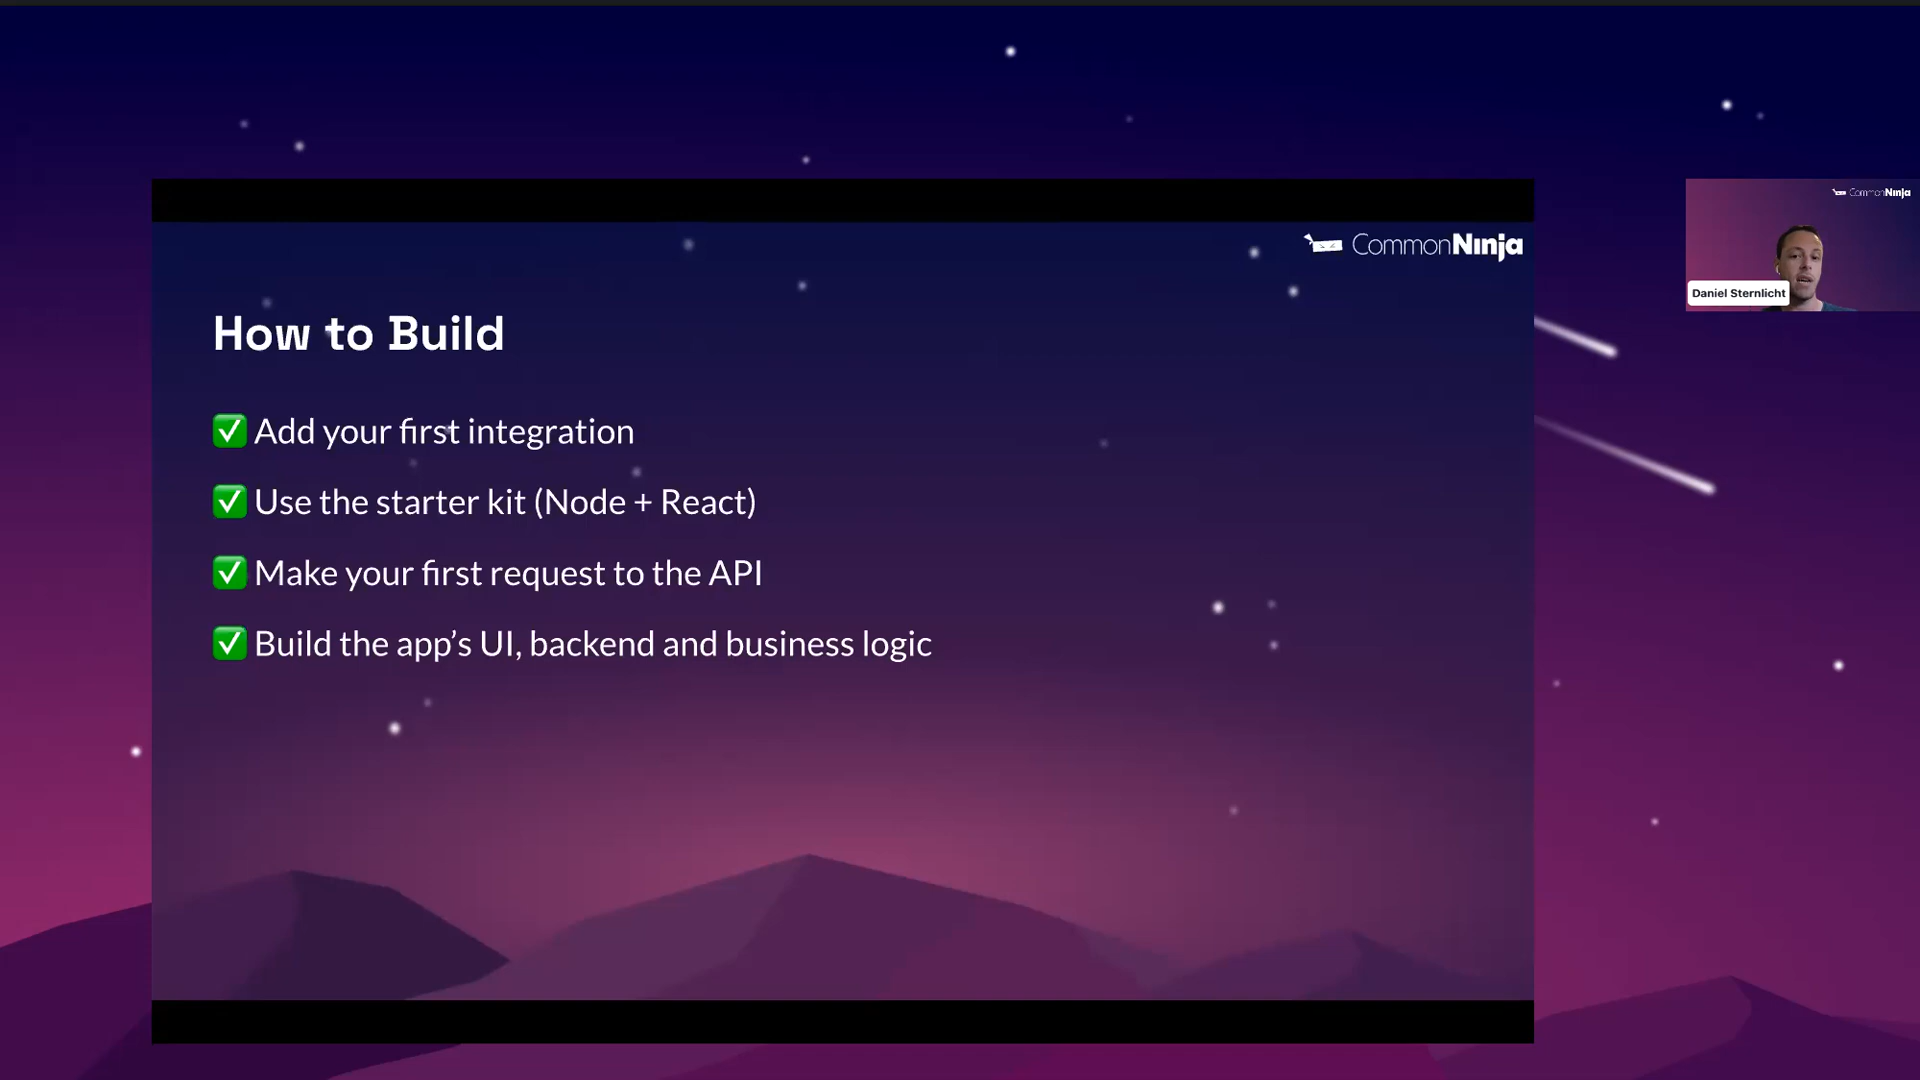 CommonNinja
CommonNinja
Daniel Sternlicht
How to Build
✅ Add your first integration
✅ Use the starter kit (Node + React)
✅ Make your first request to the API
✅ Build the app’s UI, backend and business logic